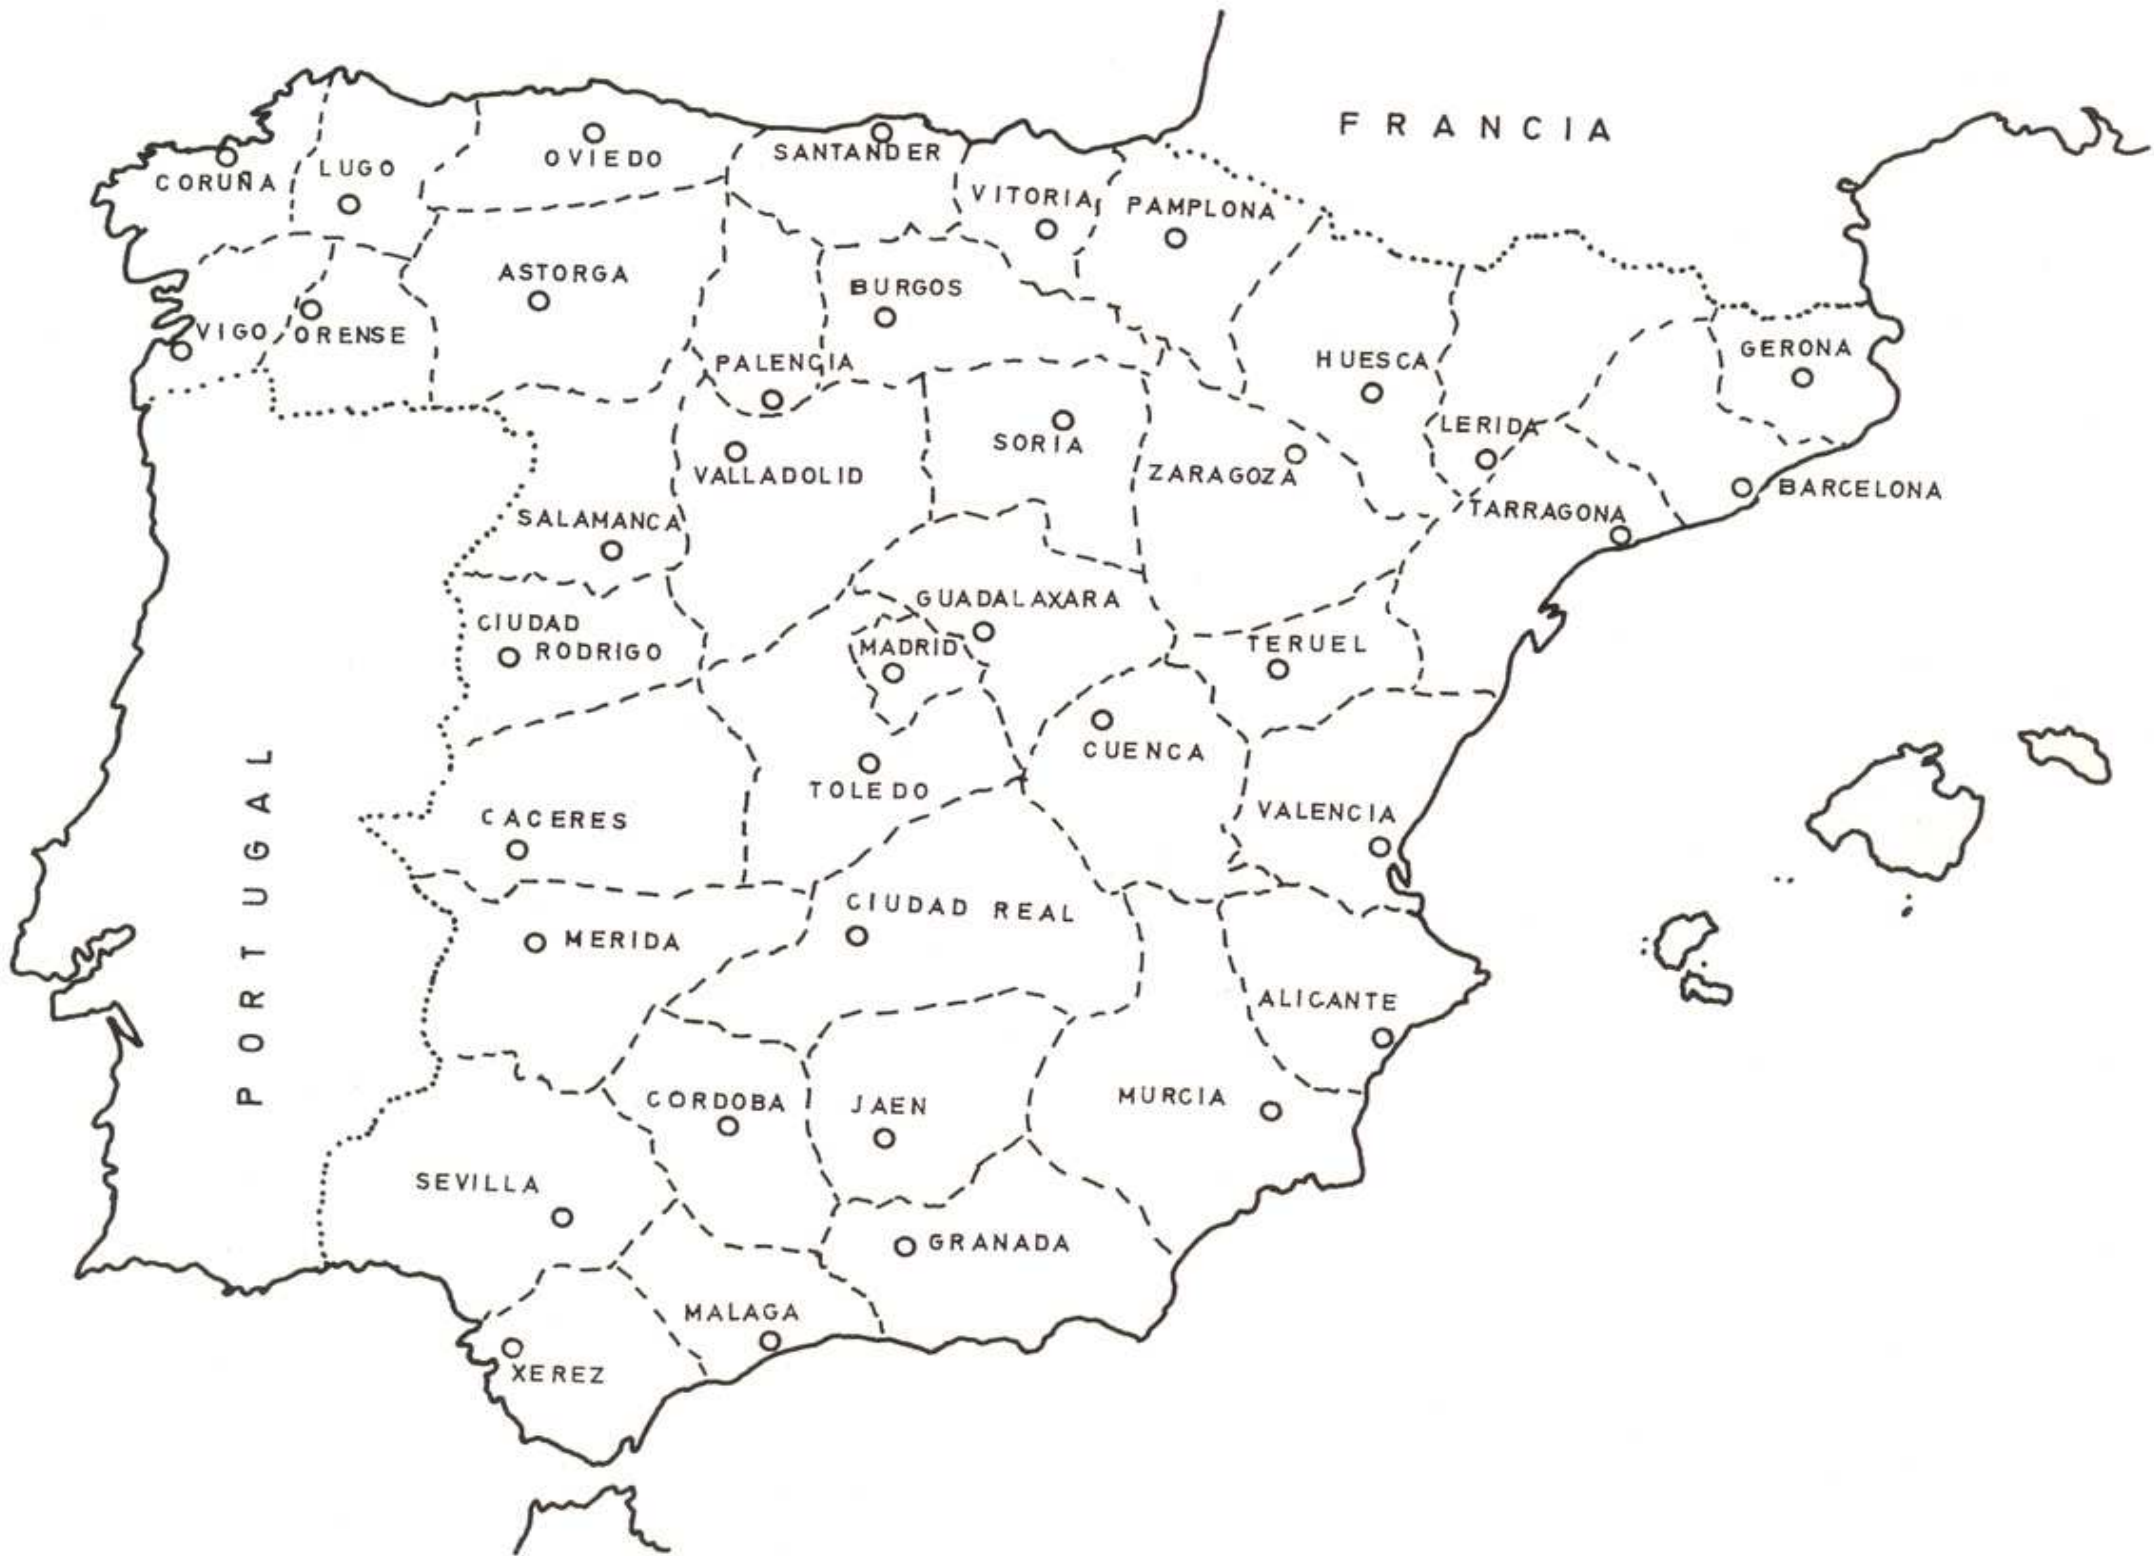 FRANCIA
CORUÑA
LUGO
OVIEDO
SANTANDER
VITORIA
PAMPLONA
ASTORGA
BURGOS
VIGO
ORENSE
PALENCIA
HUESCA
GERONA
LERIDA
SORIA
VALLADOLID
ZARAGOZA
BARCELONA
TARRAGONA
SALAMANCA
GUADALAXARA
CIUDAD
RODRIGO
MADRID
TERUEL
CUENCA
TOLEDO
VALENCIA
CACERES
PORTUGAL
CIUDAD REAL
MERIDA
ALICANTE
CORDOBA
JAEN
MURCIA
SEVILLA
GRANADA
MALAGA
XEREZ